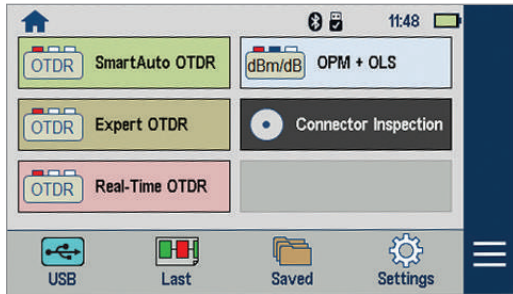 11:48
OTDR SmartAuto OTDR
dBm/dB OPM + OLS
OTDR Expert OTDR
Connector Inspection
OTDR Real-Time OTDR
USB
Last
Saved
Settings